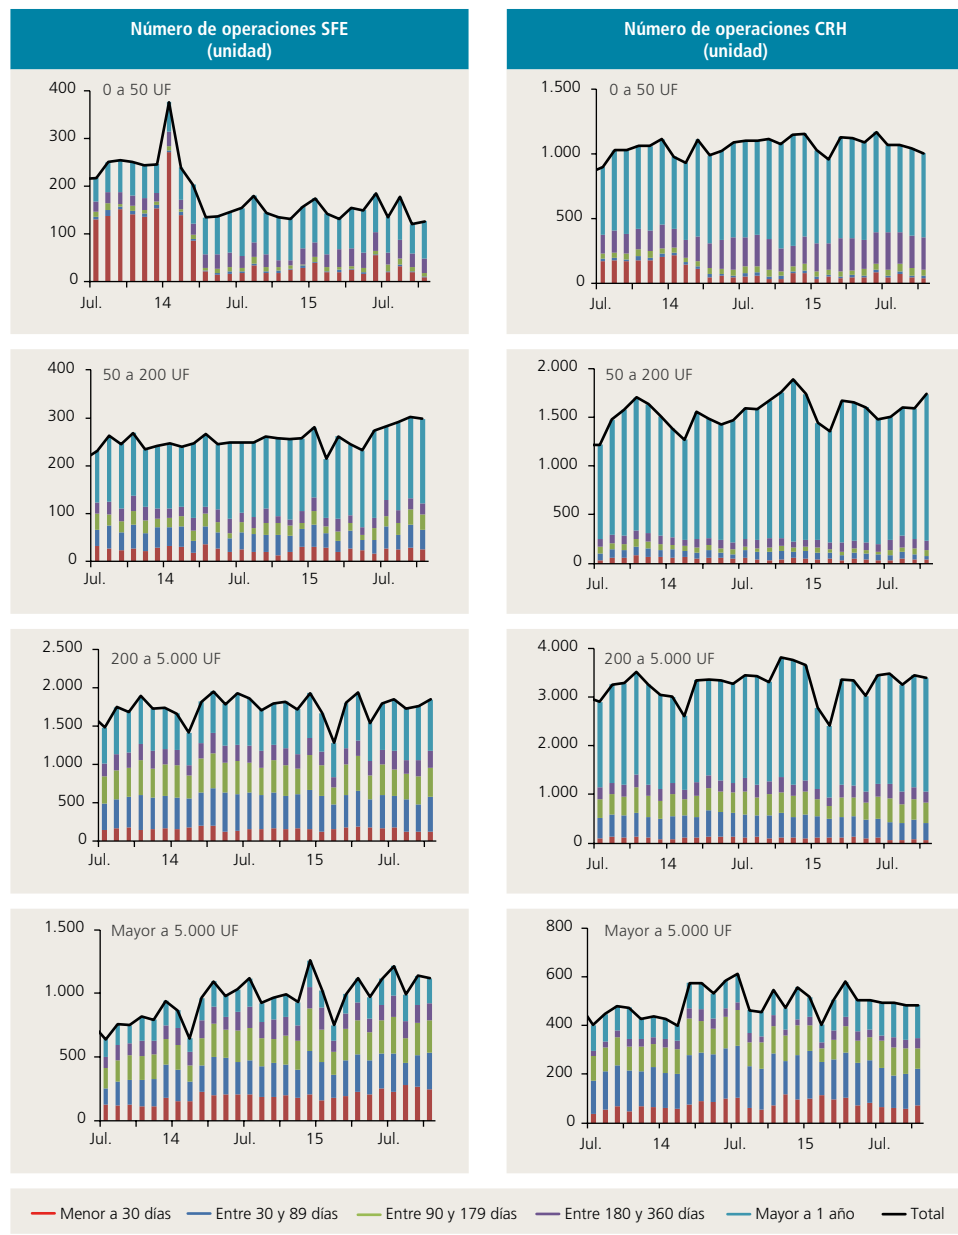 Número de operaciones SFE
(unidad)
0 a 50 UF
400
300
200
100
0
Jul.
14
Jul.
15
Jul.
50 a 200 UF
400
300
200
100
0
Jul.
14
Jul.
15
Jul.
200 a 5.000 UF
2.500
2.000
1.500
1.000
500
0
Jul.
14
Jul.
15
Jul.
Mayor a 5.000 UF
1.500
1.000
500
0
Jul.
14
Jul.
15
Jul.
Número de operaciones CRH
(unidad)
0 a 50 UF
1.500
1.000
500
0
Jul.
14
Jul.
15
Jul.
50 a 200 UF
2.000
1.500
1.000
500
0
Jul.
14
Jul.
15
Jul.
200 a 5.000 UF
4.000
3.000
2.000
1.000
0
Jul.
14
Jul.
15
Jul.
Mayor a 5.000 UF
800
600
400
200
0
Jul.
14
Jul.
15
Jul.
Menor a 30 días Entre 30 y 89 días Entre 90 y 179 días Entre 180 y 360 días Mayor a 1 año Total